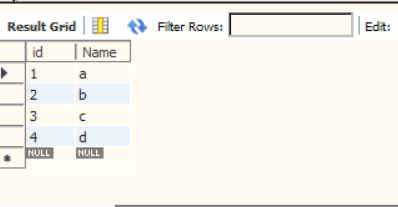 Result Grid Filter Rows: Edit:
id Name
1 a
2 b
3 c
4 d
NULL NULL